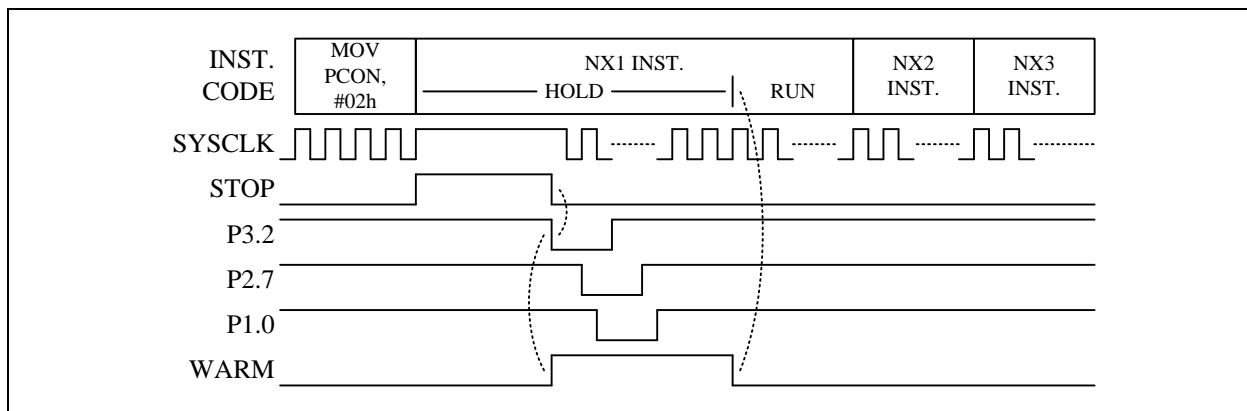 INST.
CODE
MOV
PCON,
#02h
NX1 INST.
HOLD
RUN
NX2
INST.
NX3
INST.
SYSCLK
STOP
P3.2
P2.7
P1.0
WARM